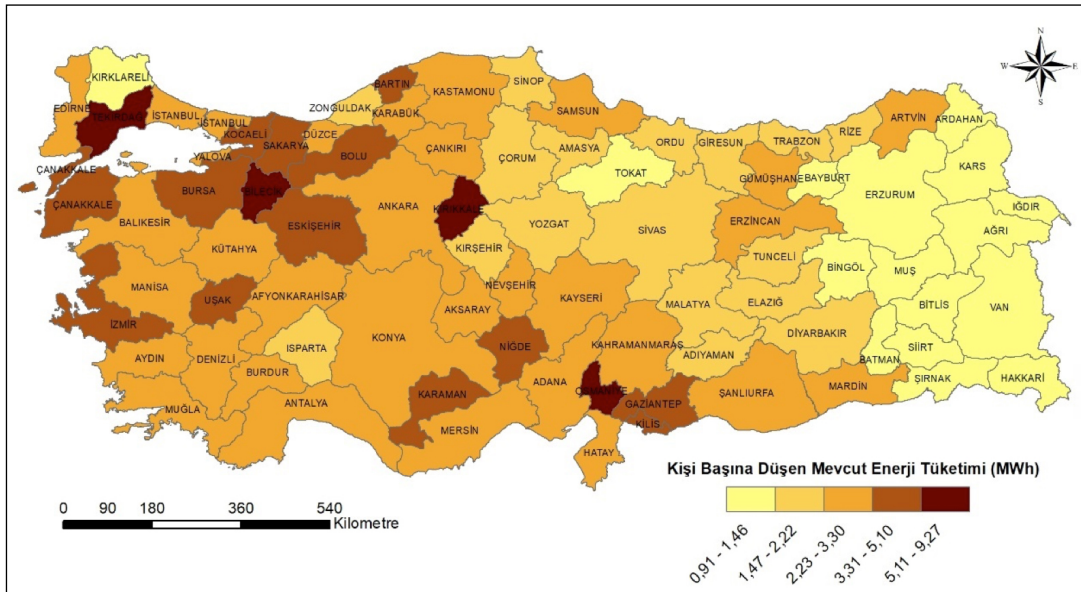 N
W E
S
KIRKLARELİ
EDİRNE
TEKİRDAĞ
İSTANBUL
İSTANBUL
KOCAELİ
YALOVA
SAKARYA
DÜZCE
ZONGULDAK
BARTIN
KARABÜK
KASTAMONU
SİNOP
SAMSUN
ORDU
GİRESUN
TRABZON
RİZE
ARTVİN
ARDAHAN
ÇANAKKALE
ÇANAKKALE
BURSA
BİLECİK
BOLU
ÇANKIRI
ÇORUM
AMASYA
TOKAT
GÜMÜŞHANE
BAYBURT
ERZURUM
KARS
IĞDIR
BALIKESİR
KÜTAHYA
ESKİŞEHİR
ANKARA
KIRIKKALE
KIRŞEHİR
YOZGAT
SİVAS
ERZİNCAN
TUNCELİ
BİNGÖL
MUŞ
AĞRI
MANİSA
UŞAK
AFYONKARAHİSAR
AKSARAY
NEVŞEHİR
KAYSERİ
MALATYA
ELAZIĞ
DİYARBAKIR
BİTLİS
VAN
İZMİR
AYDIN
DENİZLİ
ISPARTA
BURDUR
KONYA
NİĞDE
KAHRAMANMARAŞ
ADIYAMAN
BATMAN
SİİRT
ŞIRNAK
HAKKARİ
MUĞLA
ANTALYA
KARAMAN
MERSİN
ADANA
OSMANİYE
GAZİANTEP
KİLİS
ŞANLIURFA
MARDİN
HATAY
Kişi Başına Düşen Mevcut Enerji Tüketimi (MWh)
0,91 - 1,46
1,47 - 2,22
2,23 - 3,30
3,31 - 5,10
5,11 - 9,27
0 90 180 360 540
Kilometre